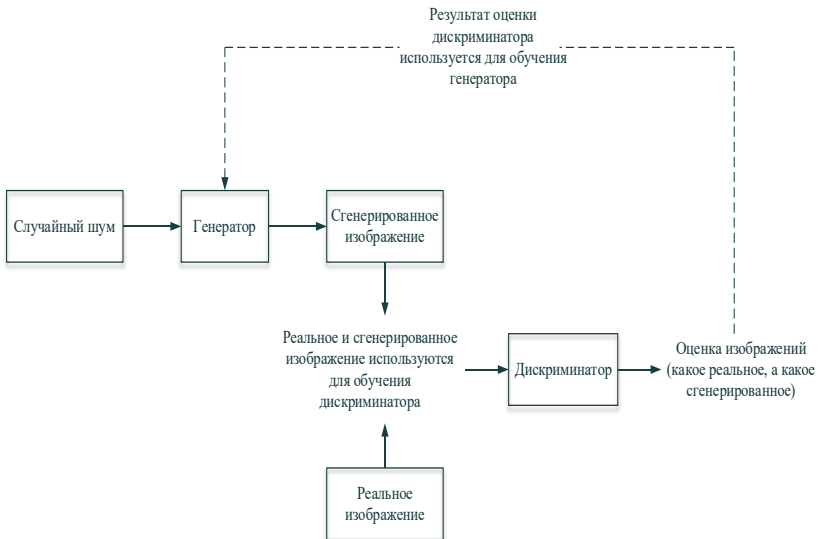 Результат оценки
дискриминатора
используется для обучения
генератора
Случайный шум
Генератор
Сгенерированное
изображение
Реальное и сгенерированное
изображение используются
для обучения
дискриминатора
Дискриминатор
Оценка изображений
(какое реальное, а какое
сгенерированное)
Реальное
изображение